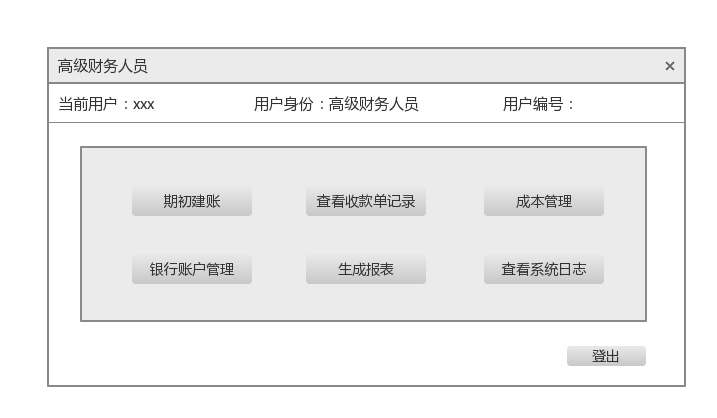 高级财务人员 ×
当前用户：xxx 用户身份：高级财务人员 用户编号：
期初建账 查看收款单记录 成本管理
银行账户管理 生成报表 查看系统日志
登出